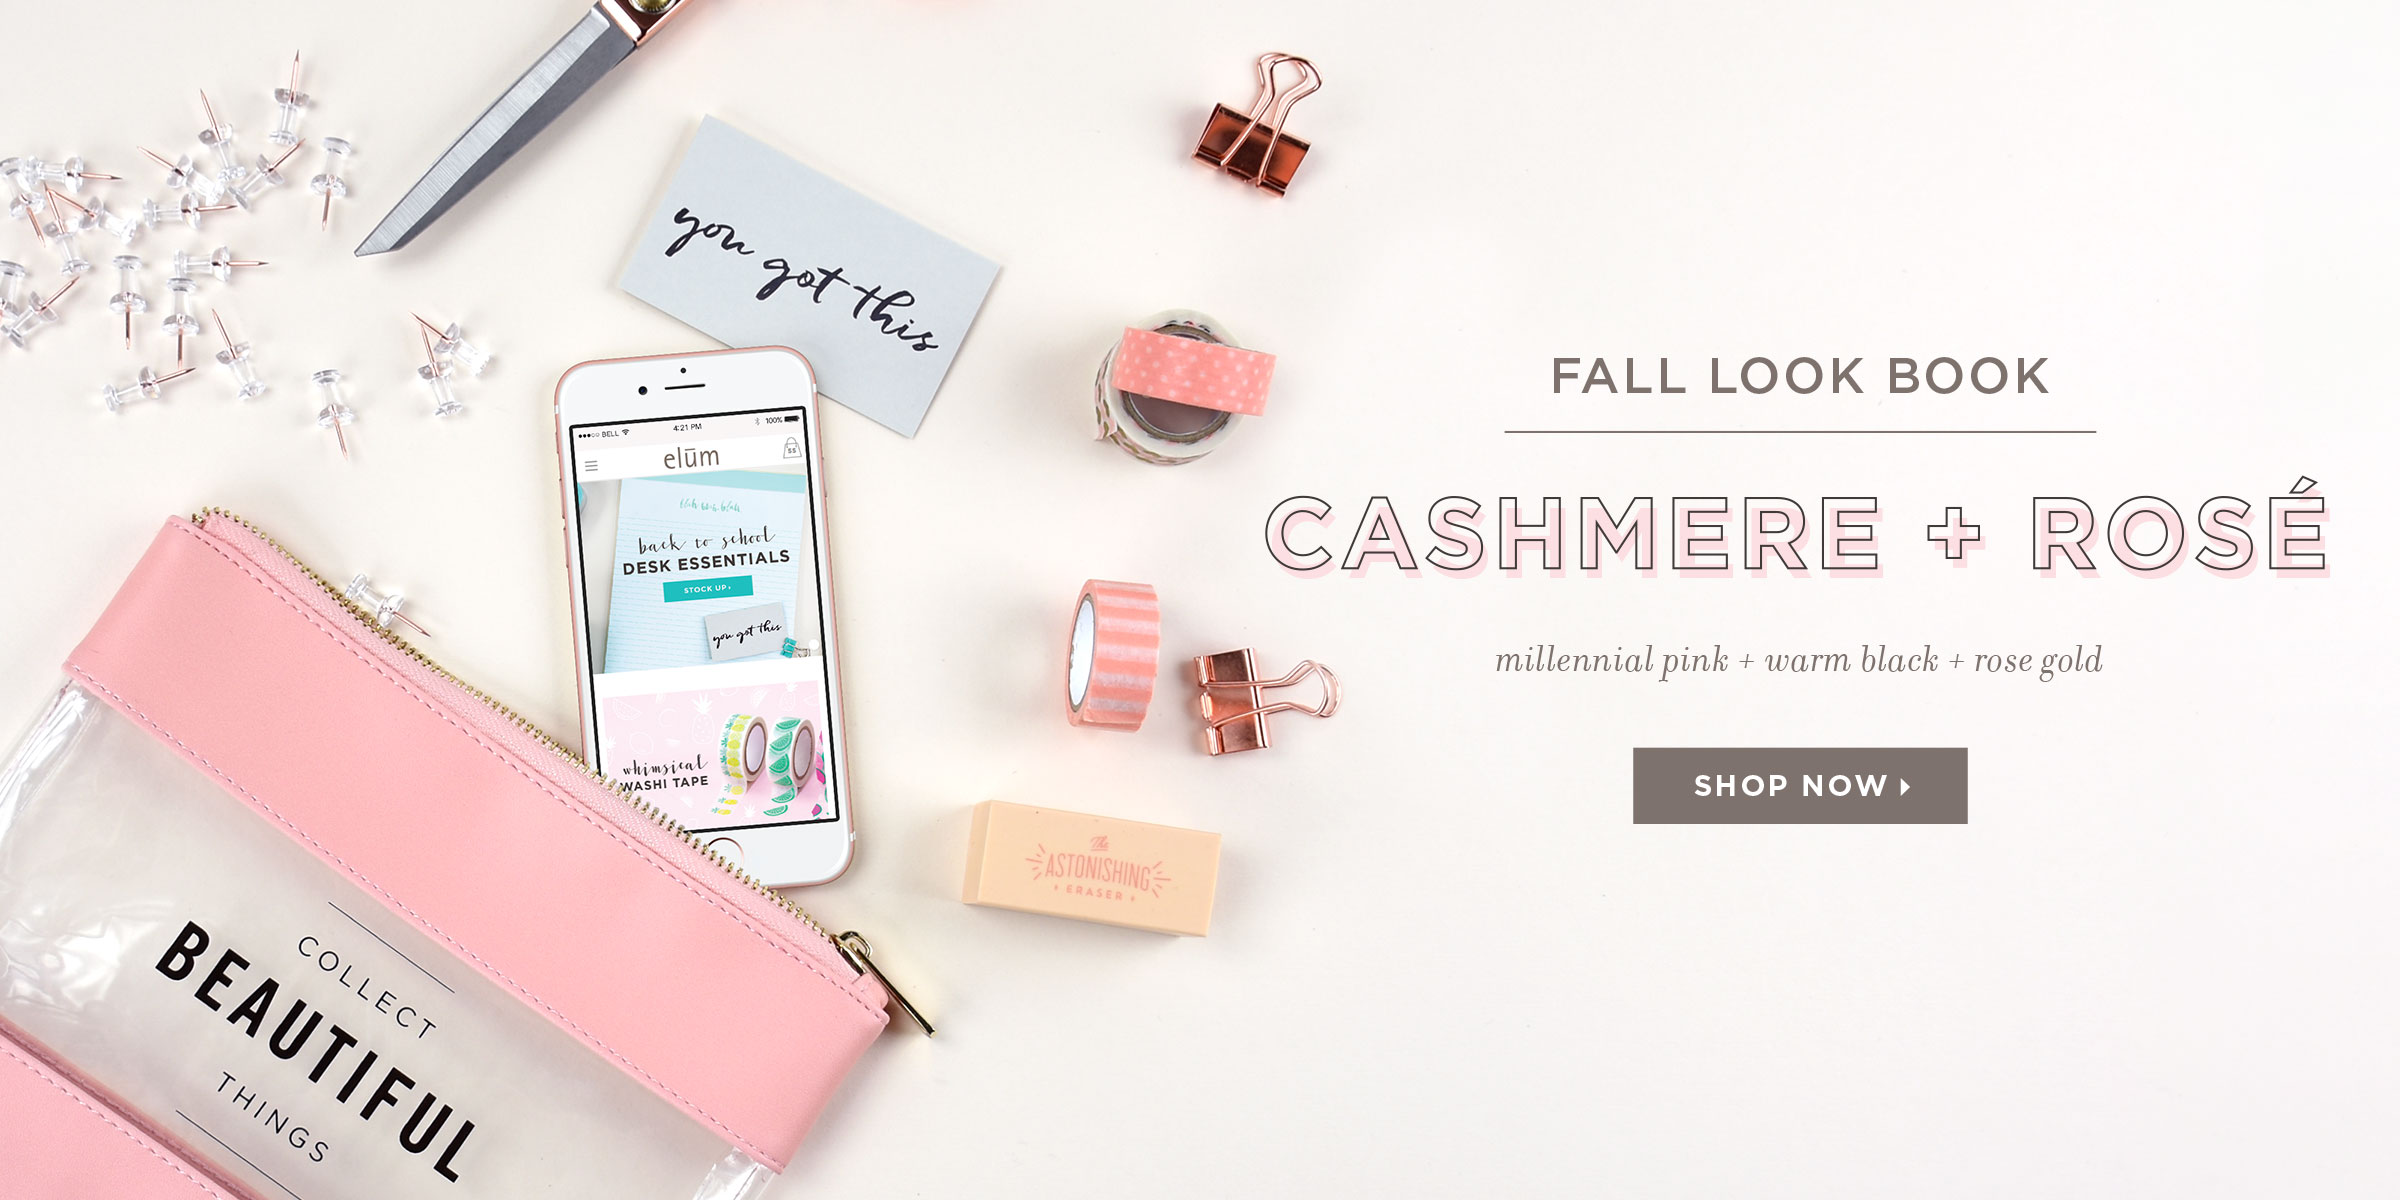 you got this
BELL
4:21 PM
100%
elūm
$$
back to school
DESK ESSENTIALS
STOCK UP
you got this
whimsical
WASHI TAPE
The
ASTONISHING
ERASER
COLLECT
BEAUTIFUL
THINGS
FALL LOOK BOOK
CASHMERE + ROSÉ
millennial pink + warm black + rose gold
SHOP NOW